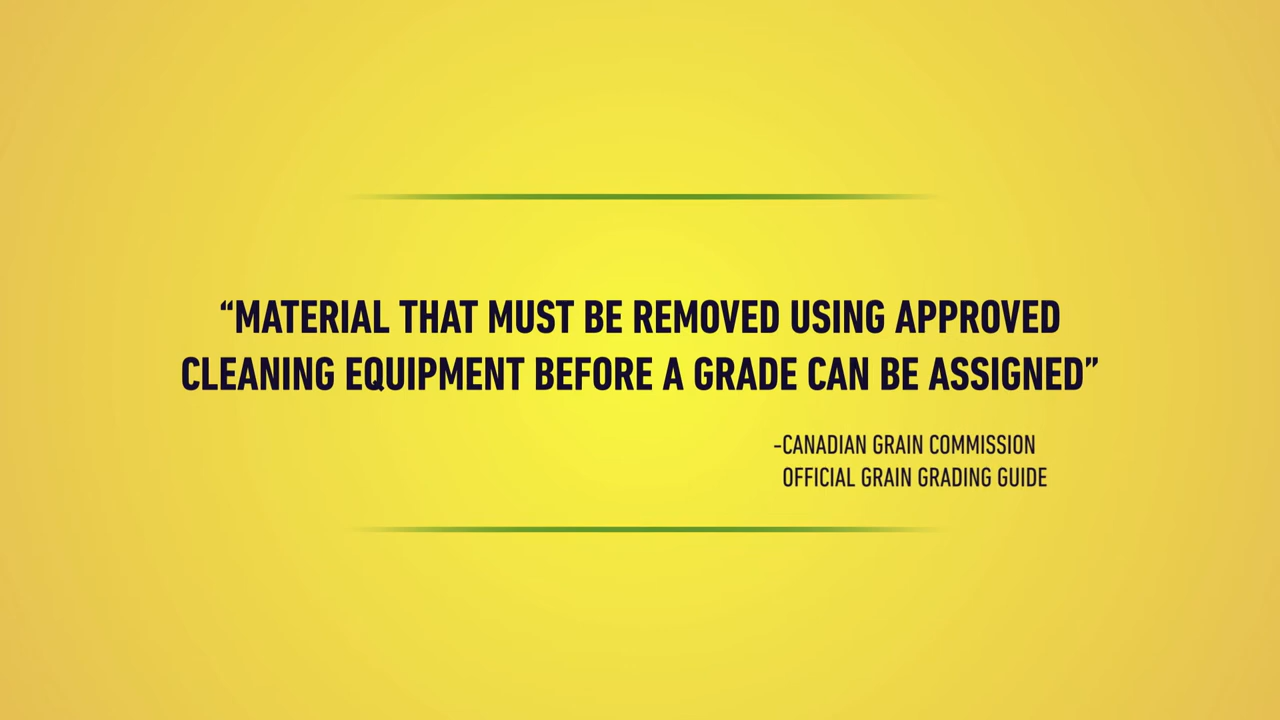 “MATERIAL THAT MUST BE REMOVED USING APPROVED
CLEANING EQUIPMENT BEFORE A GRADE CAN BE ASSIGNED”
-CANADIAN GRAIN COMMISSION
OFFICIAL GRAIN GRADING GUIDE